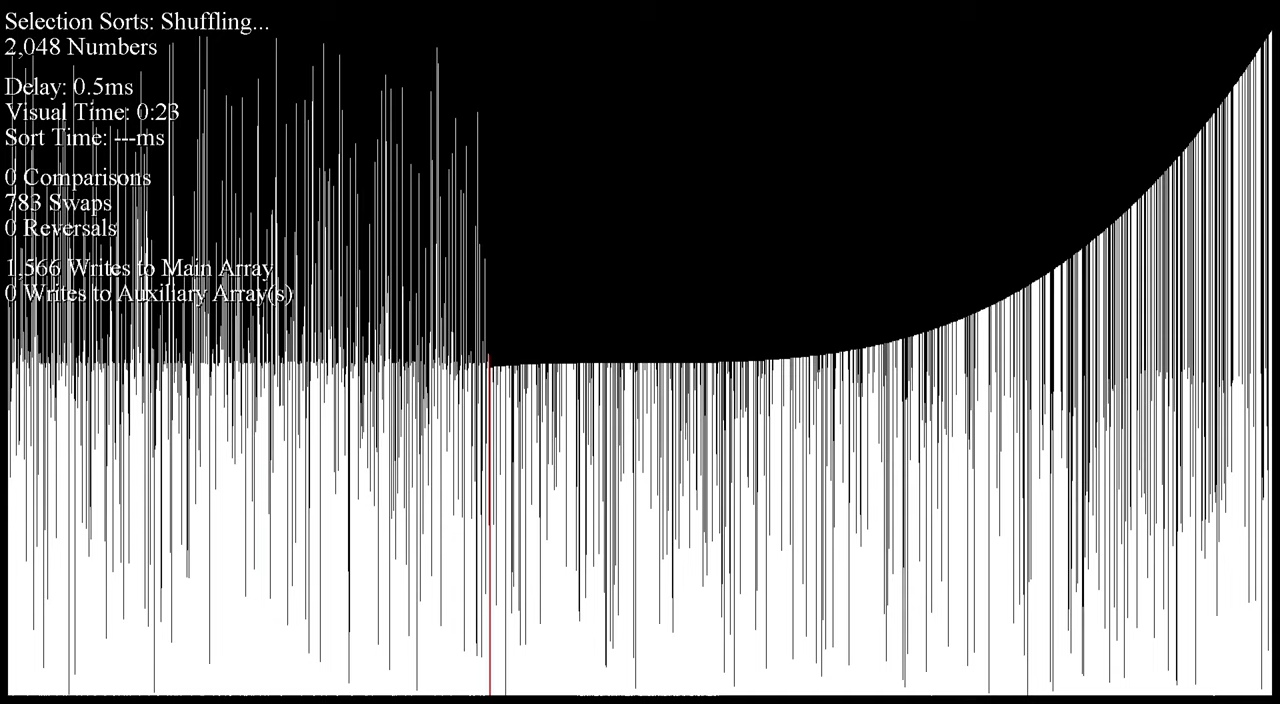 Selection Sorts: Shuffling...
2,048 Numbers
Delay: 0.5ms
Visual Time: 0:23
Sort Time: ---ms
0 Comparisons
783 Swaps
0 Reversals
1,566 Writes to Main Array
0 Writes to Auxiliary Array(s)